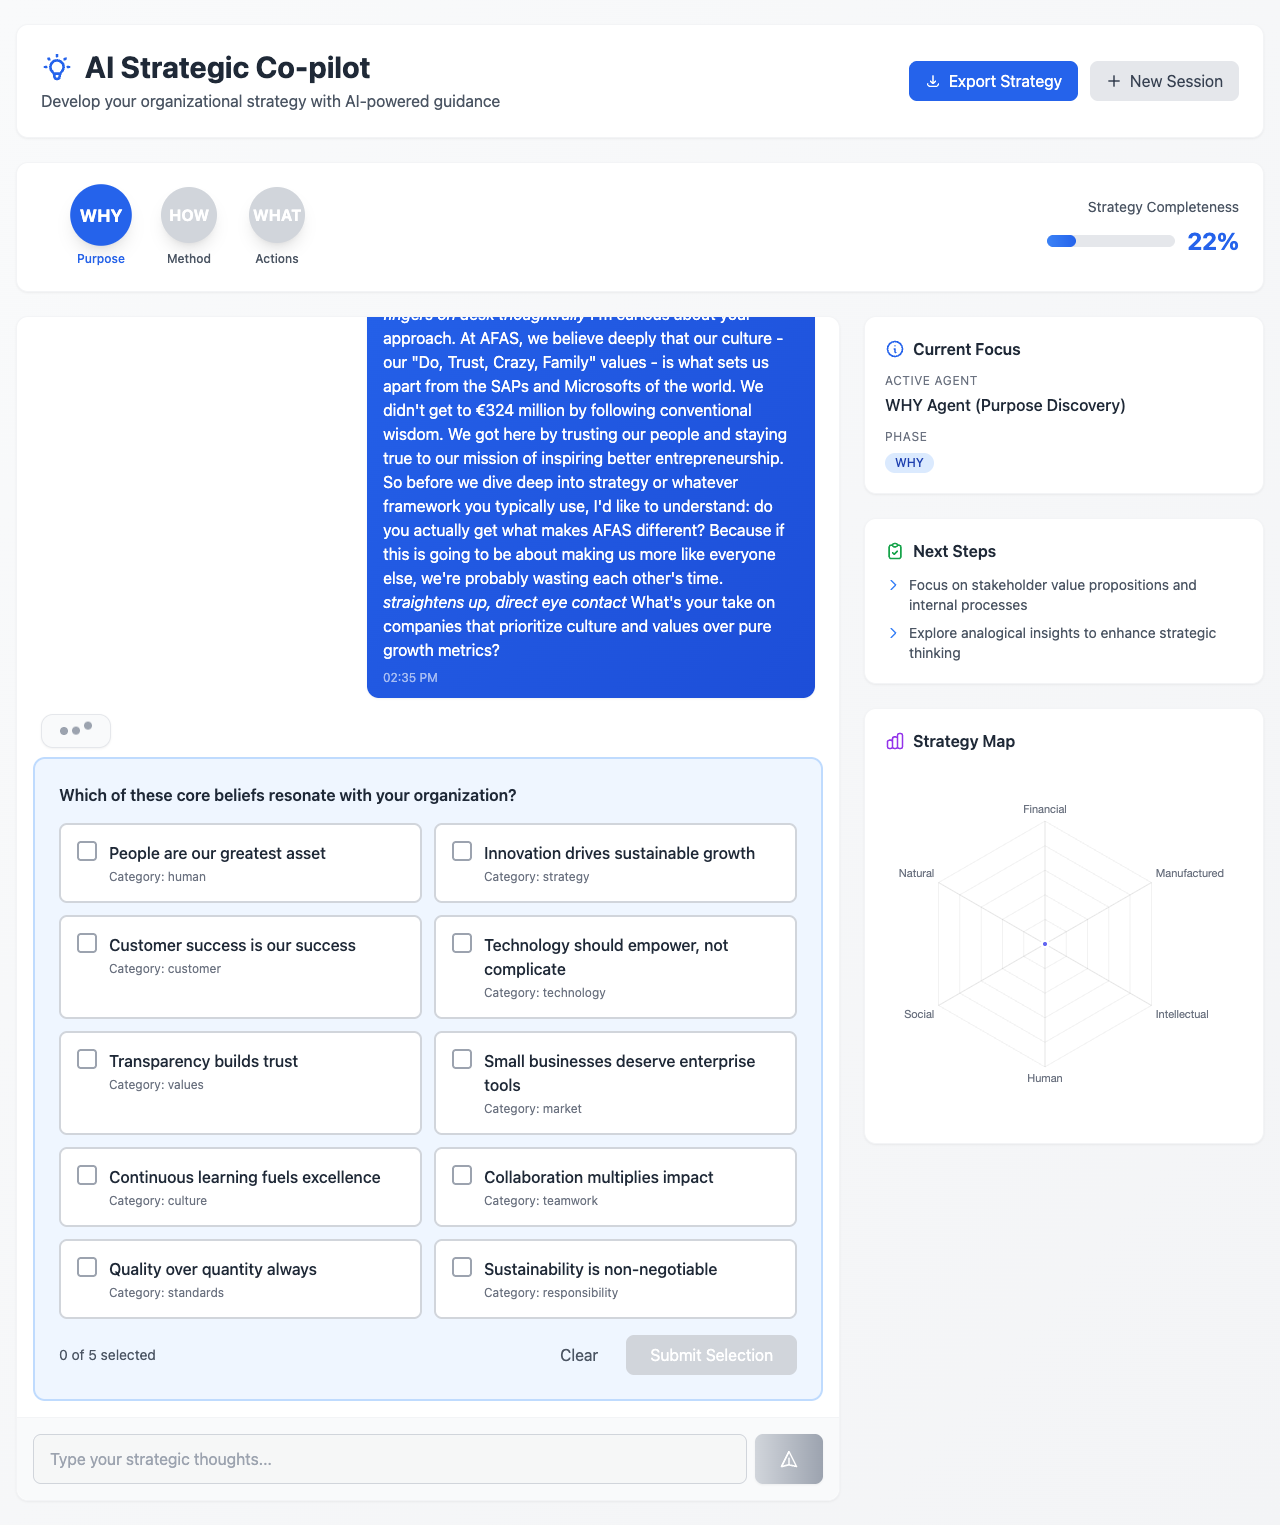 AI Strategic Co-pilot
Develop your organizational strategy with AI-powered guidance
Export Strategy
New Session
WHY
HOW
WHAT
Purpose
Method
Actions
Strategy Completeness
22%
fingers on desk thoughtfully I'm curious about your
approach. At AFAS, we believe deeply that our culture -
our "Do, Trust, Crazy, Family" values - is what sets us
apart from the SAPs and Microsofts of the world. We
didn't get to €324 million by following conventional
wisdom. We got here by trusting our people and staying
true to our mission of inspiring better entrepreneurship.
So before we dive deep into strategy or whatever
framework you typically use, I'd like to understand: do
you actually get what makes AFAS different? Because if
this is going to be about making us more like everyone
else, we're probably wasting each other's time.
straightens up, direct eye contact What's your take on
companies that prioritize culture and values over pure
growth metrics?
02:35 PM
Which of these core beliefs resonate with your organization?
People are our greatest asset
Category: human
Innovation drives sustainable growth
Category: strategy
Customer success is our success
Category: customer
Technology should empower, not
complicate
Category: technology
Transparency builds trust
Category: values
Small businesses deserve enterprise
tools
Category: market
Continuous learning fuels excellence
Category: culture
Collaboration multiplies impact
Category: teamwork
Quality over quantity always
Category: standards
Sustainability is non-negotiable
Category: responsibility
0 of 5 selected
Clear
Submit Selection
Type your strategic thoughts...
Current Focus
ACTIVE AGENT
WHY Agent (Purpose Discovery)
PHASE
WHY
Next Steps
Focus on stakeholder value propositions and
internal processes
Explore analogical insights to enhance strategic
thinking
Strategy Map
Financial
Natural
Manufactured
Social
Intellectual
Human